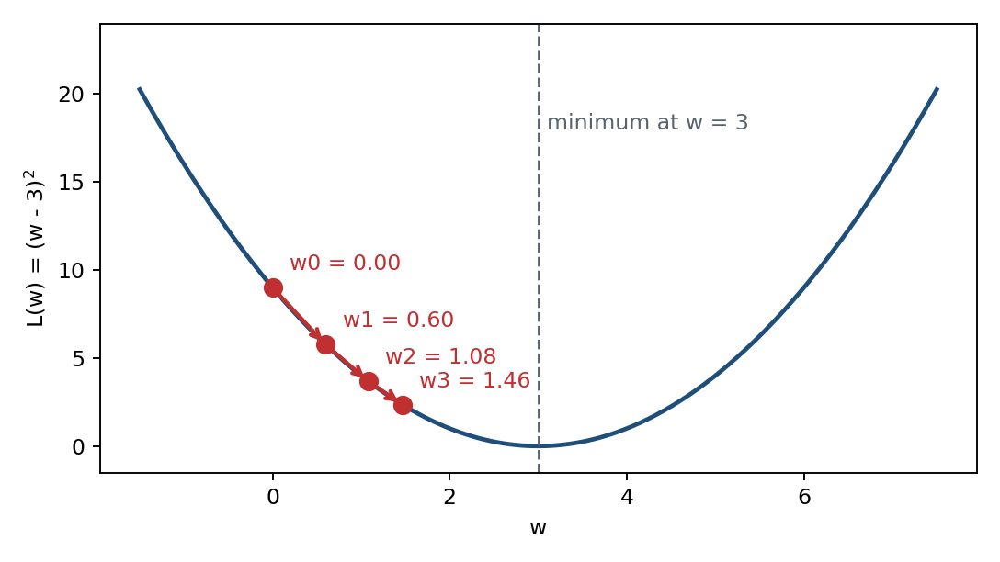 L(w) = (w - 3)²
20
15
10
5
0
minimum at w = 3
w0 = 0.00
w1 = 0.60
w2 = 1.08
w3 = 1.46
0
2
4
6
w